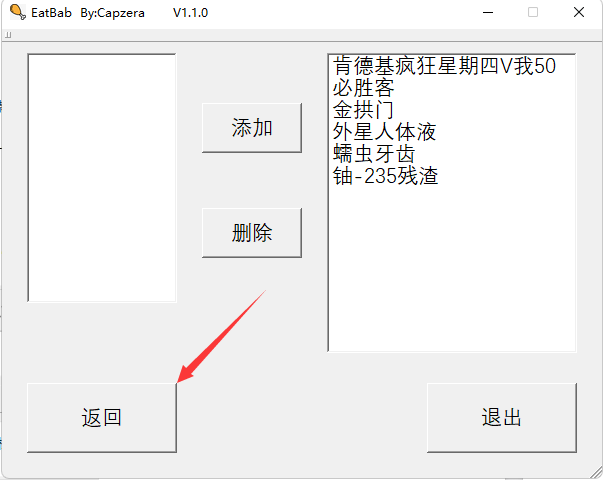 EatBab By:Capzera V1.1.0
肯德基疯狂星期四V我50
必胜客
金拱门
外星人体液
蠕虫牙齿
铀-235残渣
添加
删除
返回
退出